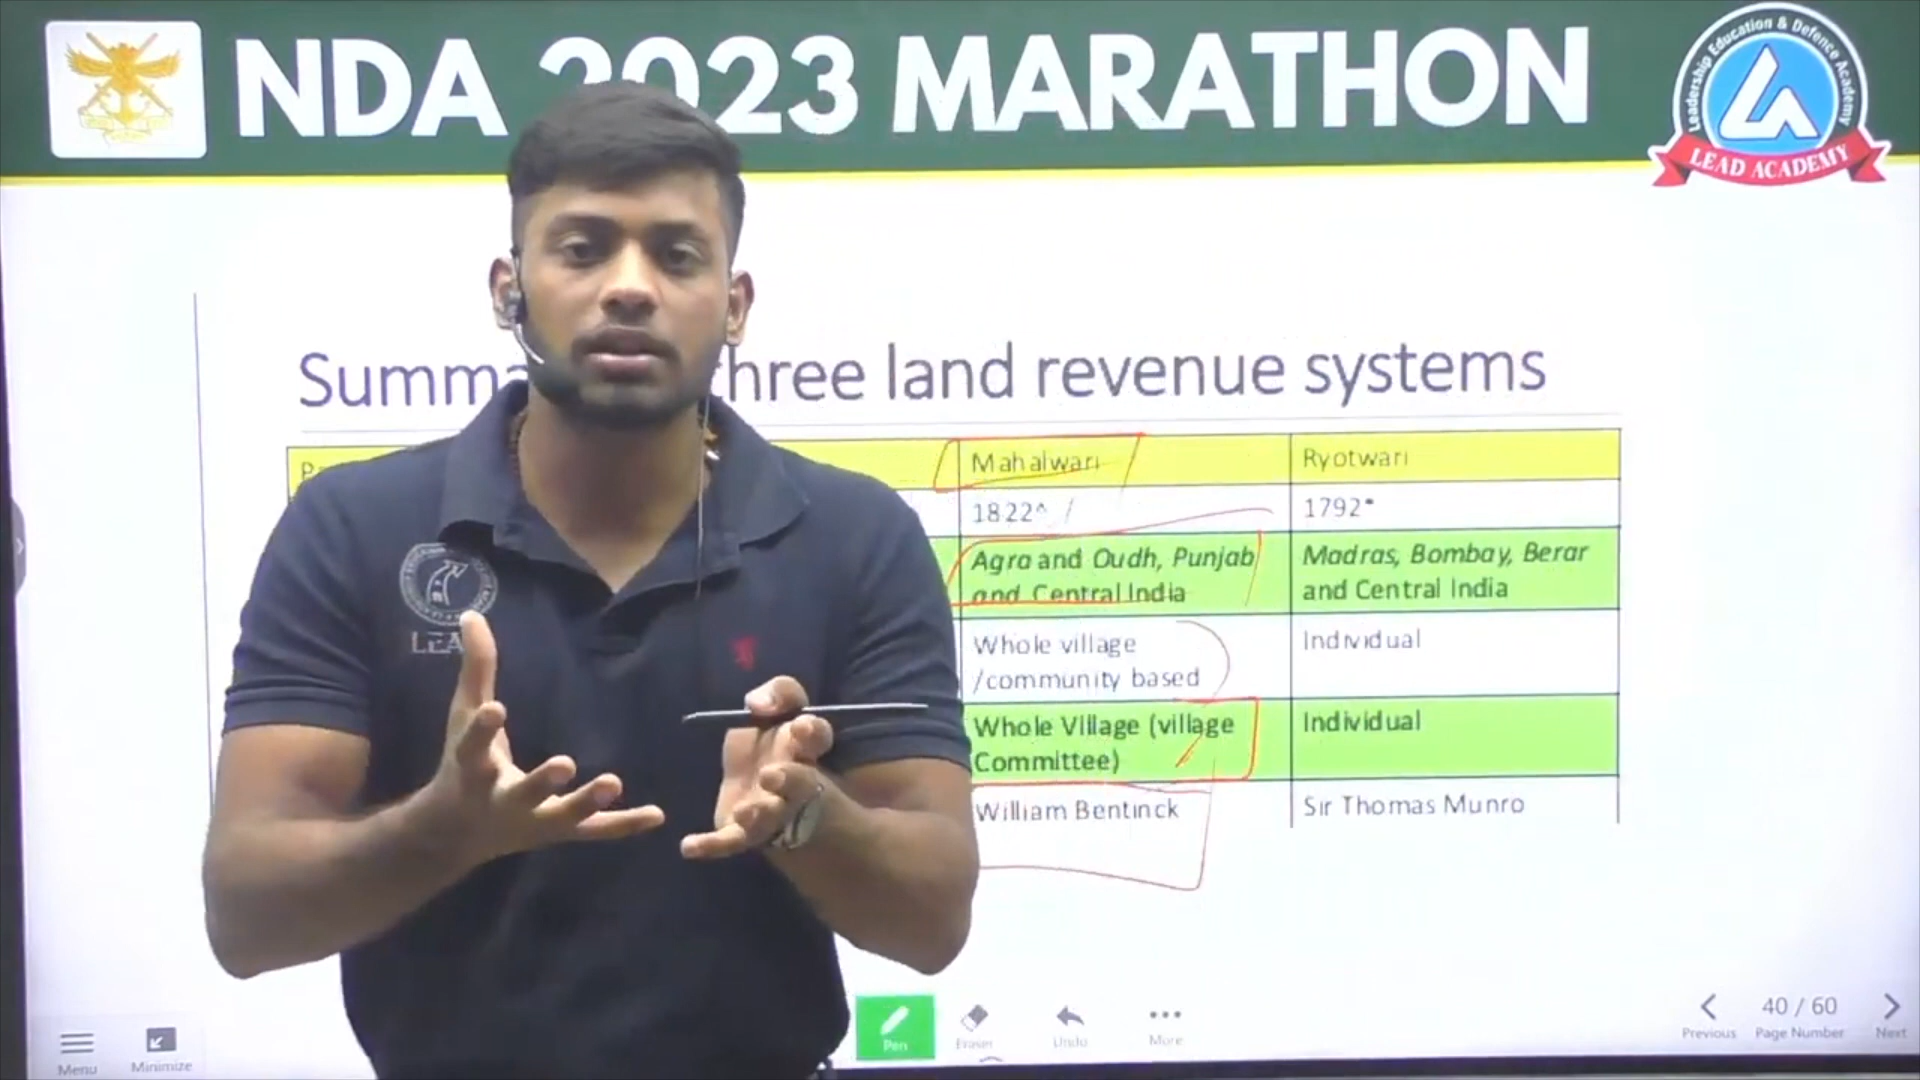 NDA 2023 MARATHON
Leadership Education & Defence Academy
LEAD ACADEMY
three land revenue systems
Mahalwari
Ryotwari
1822^
1792*
Agra and Oudh, Punjab
and Central India
Madras, Bombay, Berar
and Central India
Whole village
/community based
Individual
Whole Village (village
Committee)
Individual
William Bentinck
Sir Thomas Munro
Menu
Minimize
Pen
Eraser
Undo
More
40 / 60
Previous
Page Number
Next